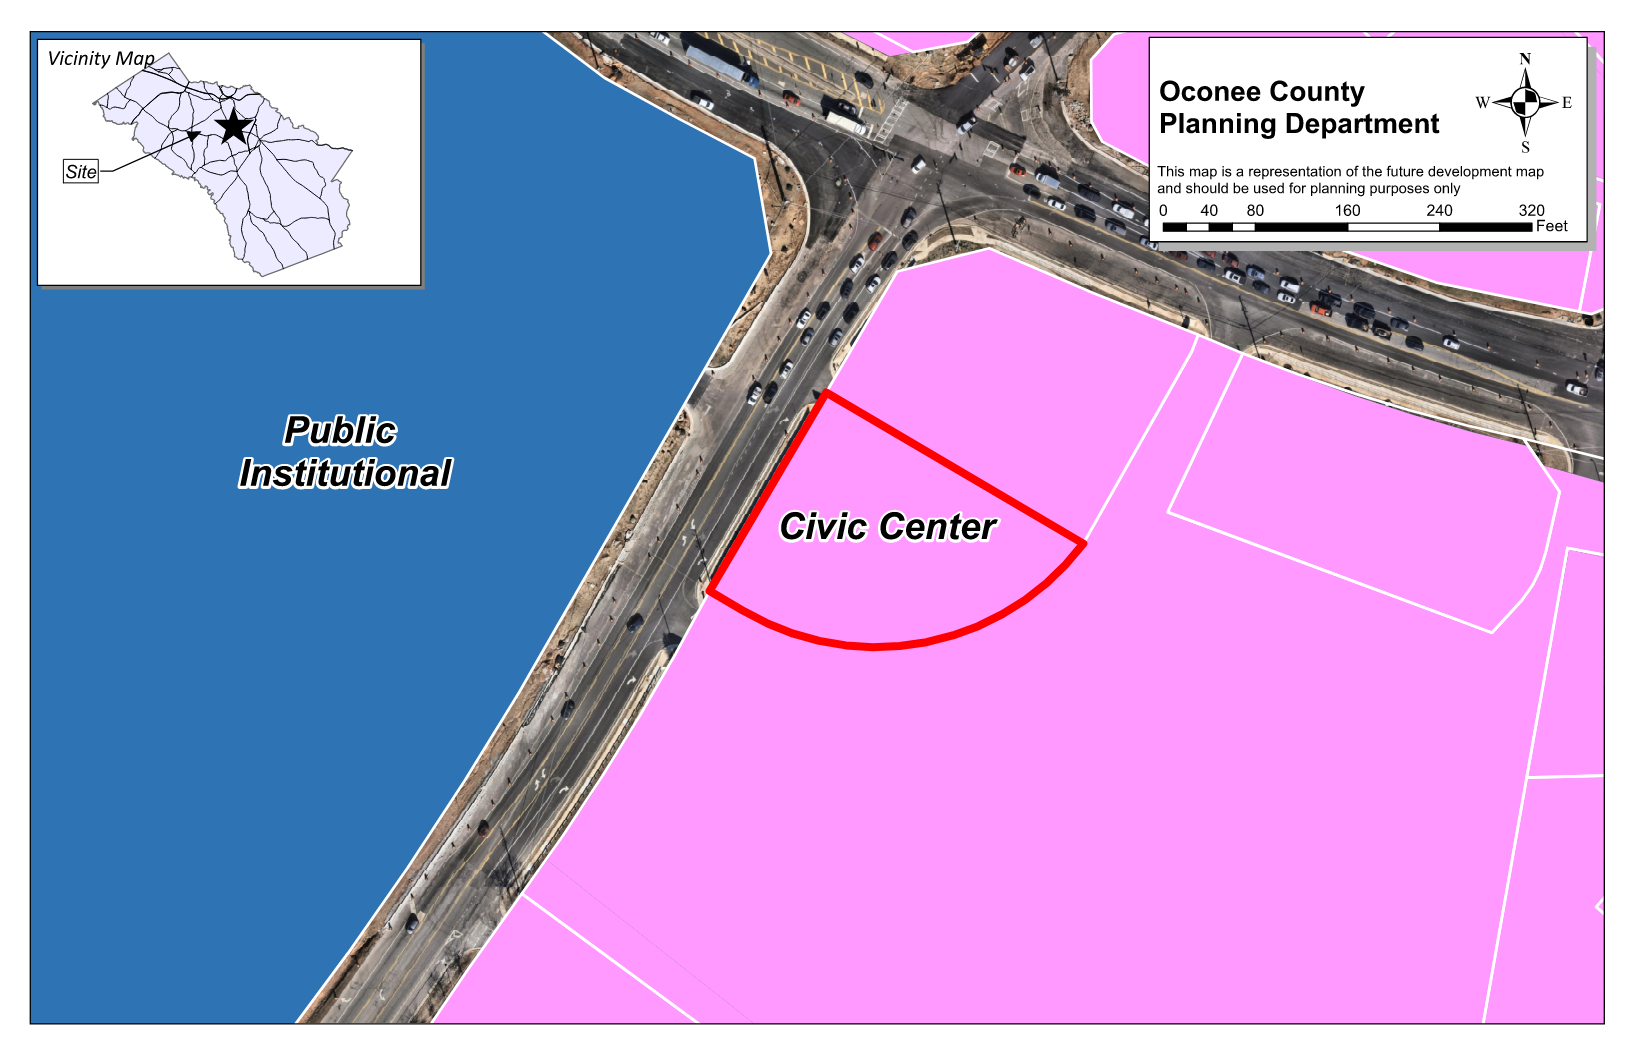 Vicinity Map
Site
Oconee County
Planning Department
N
W
E
S
This map is a representation of the future development map
and should be used for planning purposes only
0 40 80 160 240 320
Feet
Public
Institutional
Civic Center